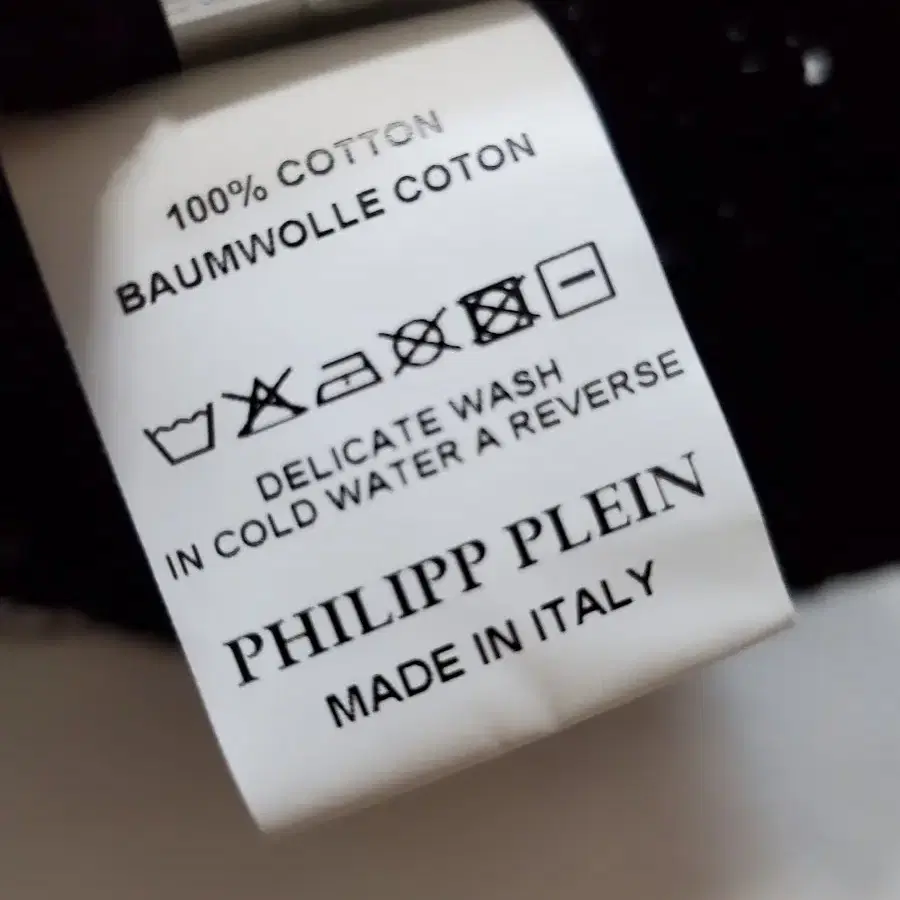 100% COTTON
BAUMWOLLE COTON
DELICATE WASH
IN COLD WATER A REVERSE
PHILIPP PLEIN
MADE IN ITALY